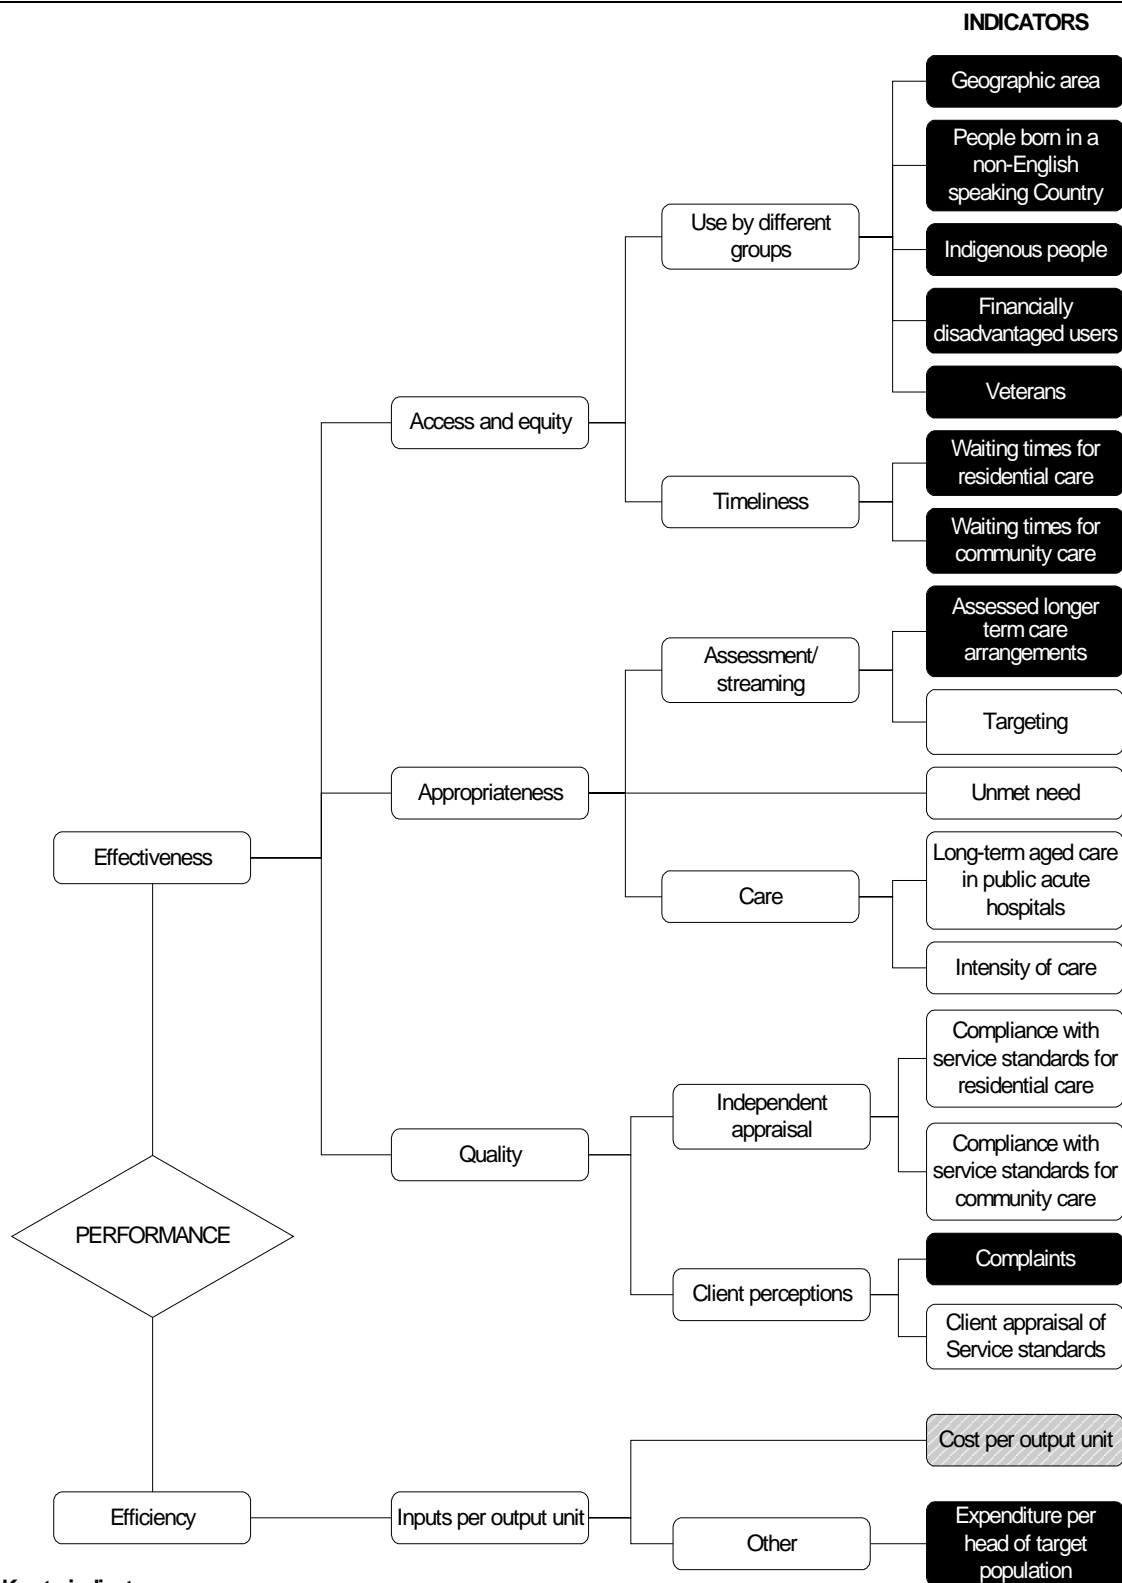 INDICATORS
Geographic area
People born in a
non-English
speaking Country
Use by different
groups
Indigenous people
Financially
disadvantaged users
Veterans
Access and equity
Waiting times for
residential care
Timeliness
Waiting times for
community care
Assessed longer
term care
arrangements
Assessment/
streaming
Targeting
Appropriateness
Unmet need
Effectiveness
Long-term aged care
in public acute
hospitals
Care
Intensity of care
Compliance with
service standards for
residential care
Independent
appraisal
Quality
Compliance with
service standards for
community care
PERFORMANCE
Complaints
Client perceptions
Client appraisal of
Service standards
Cost per output unit
Efficiency
Inputs per output unit
Other
Expenditure per
head of target
population